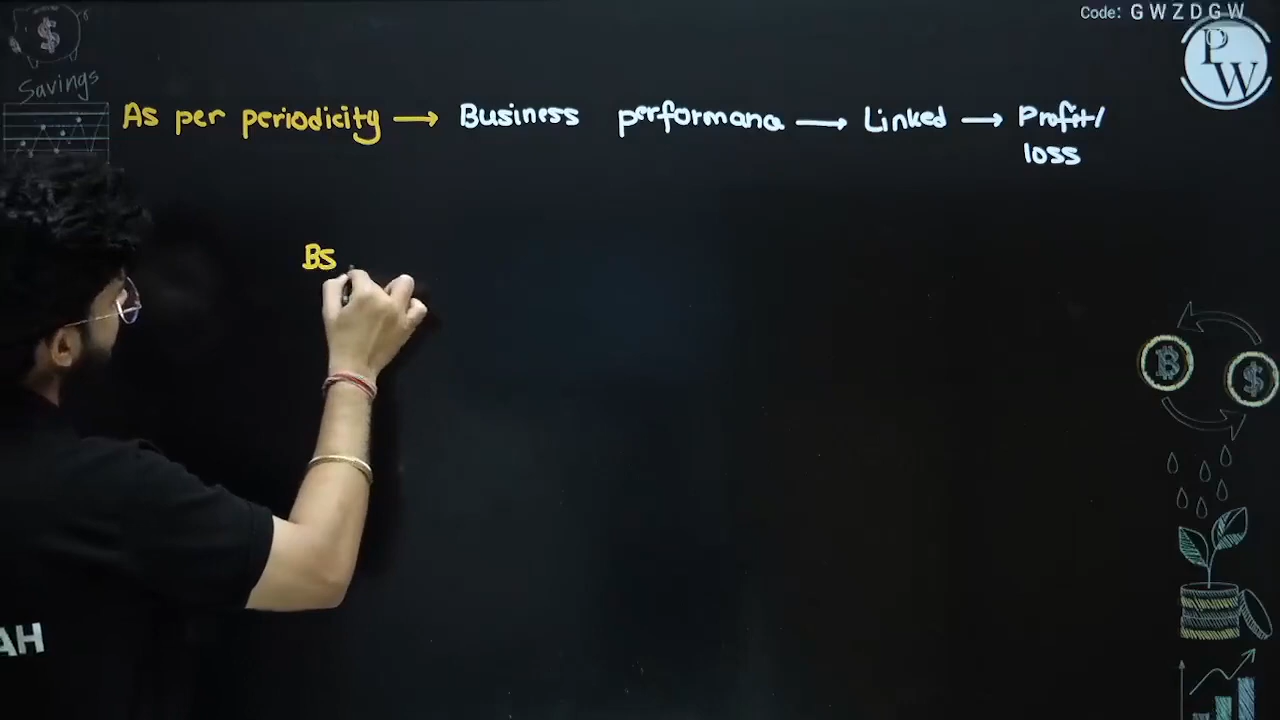 Code: G W Z D G W
P
W
$
Savings
As per periodicity → Business performana → Linked → Profit/
loss
BS
B
$
AH